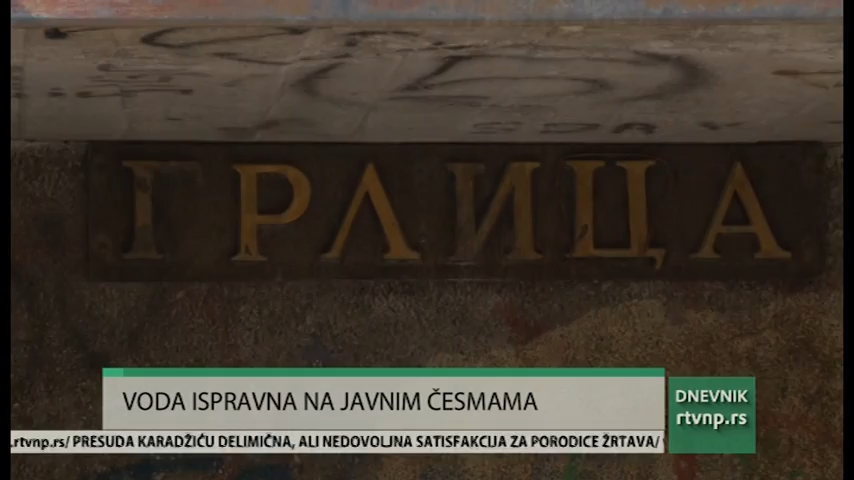 ГРЛИЦА
VODA ISPRAVNA NA JAVNIM ČESMAMA
DNEVNIK
rtvnp.rs
.rtvnp.rs/ PRESUDA KARADŽIĆU DELIMIČNA, ALI NEDOVOLJNA SATISFAKCIJA ZA PORODICE ŽRTAVA/